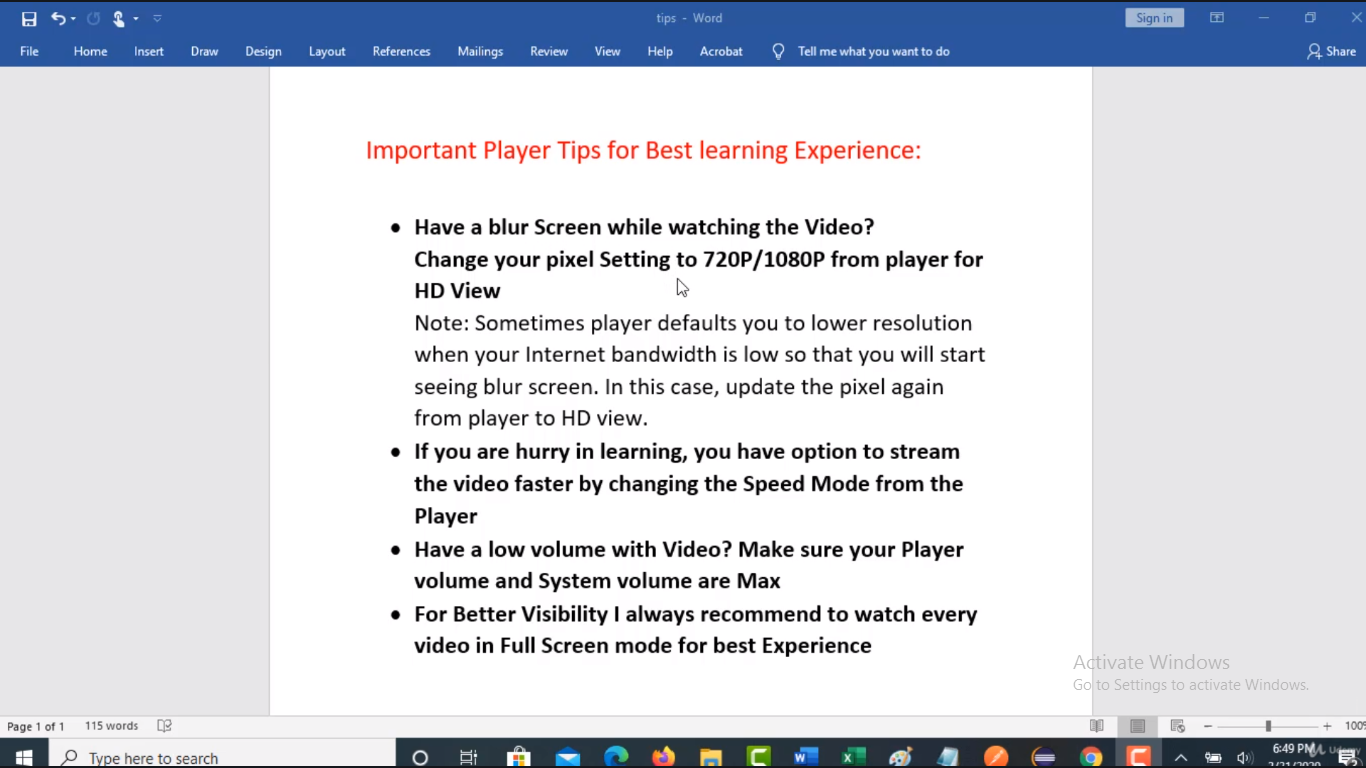 tips - Word
Sign in
File Home Insert Draw Design Layout References Mailings Review View Help Acrobat Tell me what you want to do Share
Important Player Tips for Best learning Experience:
• Have a blur Screen while watching the Video?
Change your pixel Setting to 720P/1080P from player for
HD View
Note: Sometimes player defaults you to lower resolution
when your Internet bandwidth is low so that you will start
seeing blur screen. In this case, update the pixel again
from player to HD view.
• If you are hurry in learning, you have option to stream
the video faster by changing the Speed Mode from the
Player
• Have a low volume with Video? Make sure your Player
volume and System volume are Max
• For Better Visibility I always recommend to watch every
video in Full Screen mode for best Experience
Activate Windows
Go to Settings to activate Windows.
Page 1 of 1 115 words 100%
Type here to search
6:49 PM
Udemy